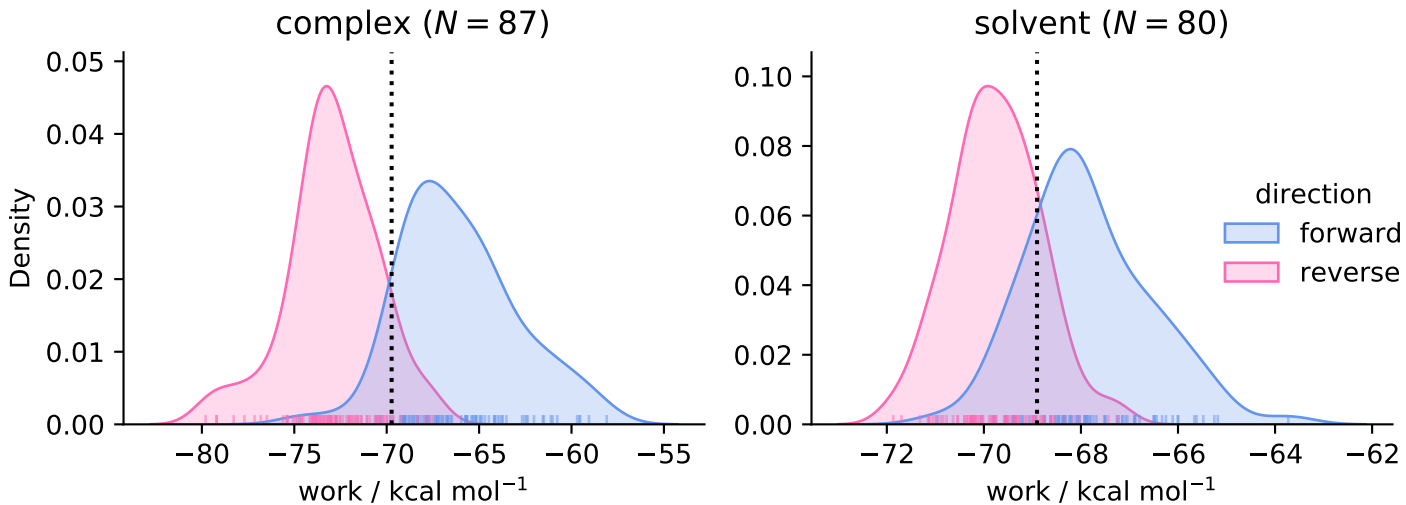 complex (N = 87)
0.05
0.04
0.03
0.02
0.01
0.00
Density
−80 −75 −70 −65 −60 −55
work / kcal mol⁻¹
solvent (N = 80)
0.10
0.08
0.06
0.04
0.02
0.00
−72 −70 −68 −66 −64 −62
work / kcal mol⁻¹
direction
forward
reverse